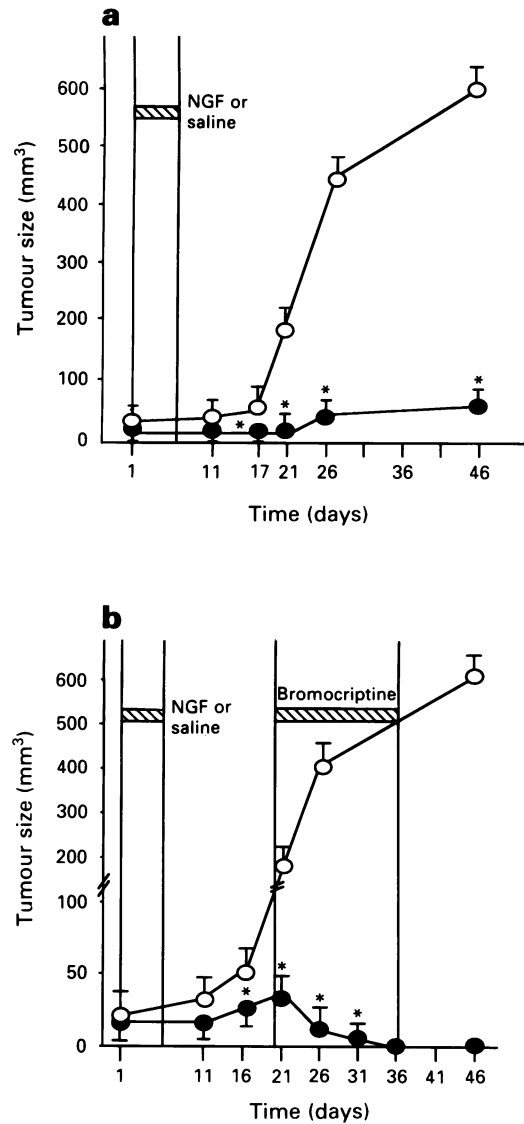 a
600
500
400
300
200
100
0
Tumour size (mm³)
NGF or
saline
*
*
*
*
1 11 17 21 26 36 46
Time (days)
b
600
500
400
300
200
100
50
0
Tumour size (mm³)
NGF or
saline
Bromocriptine
*
*
*
*
1 11 16 21 26 31 36 41 46
Time (days)